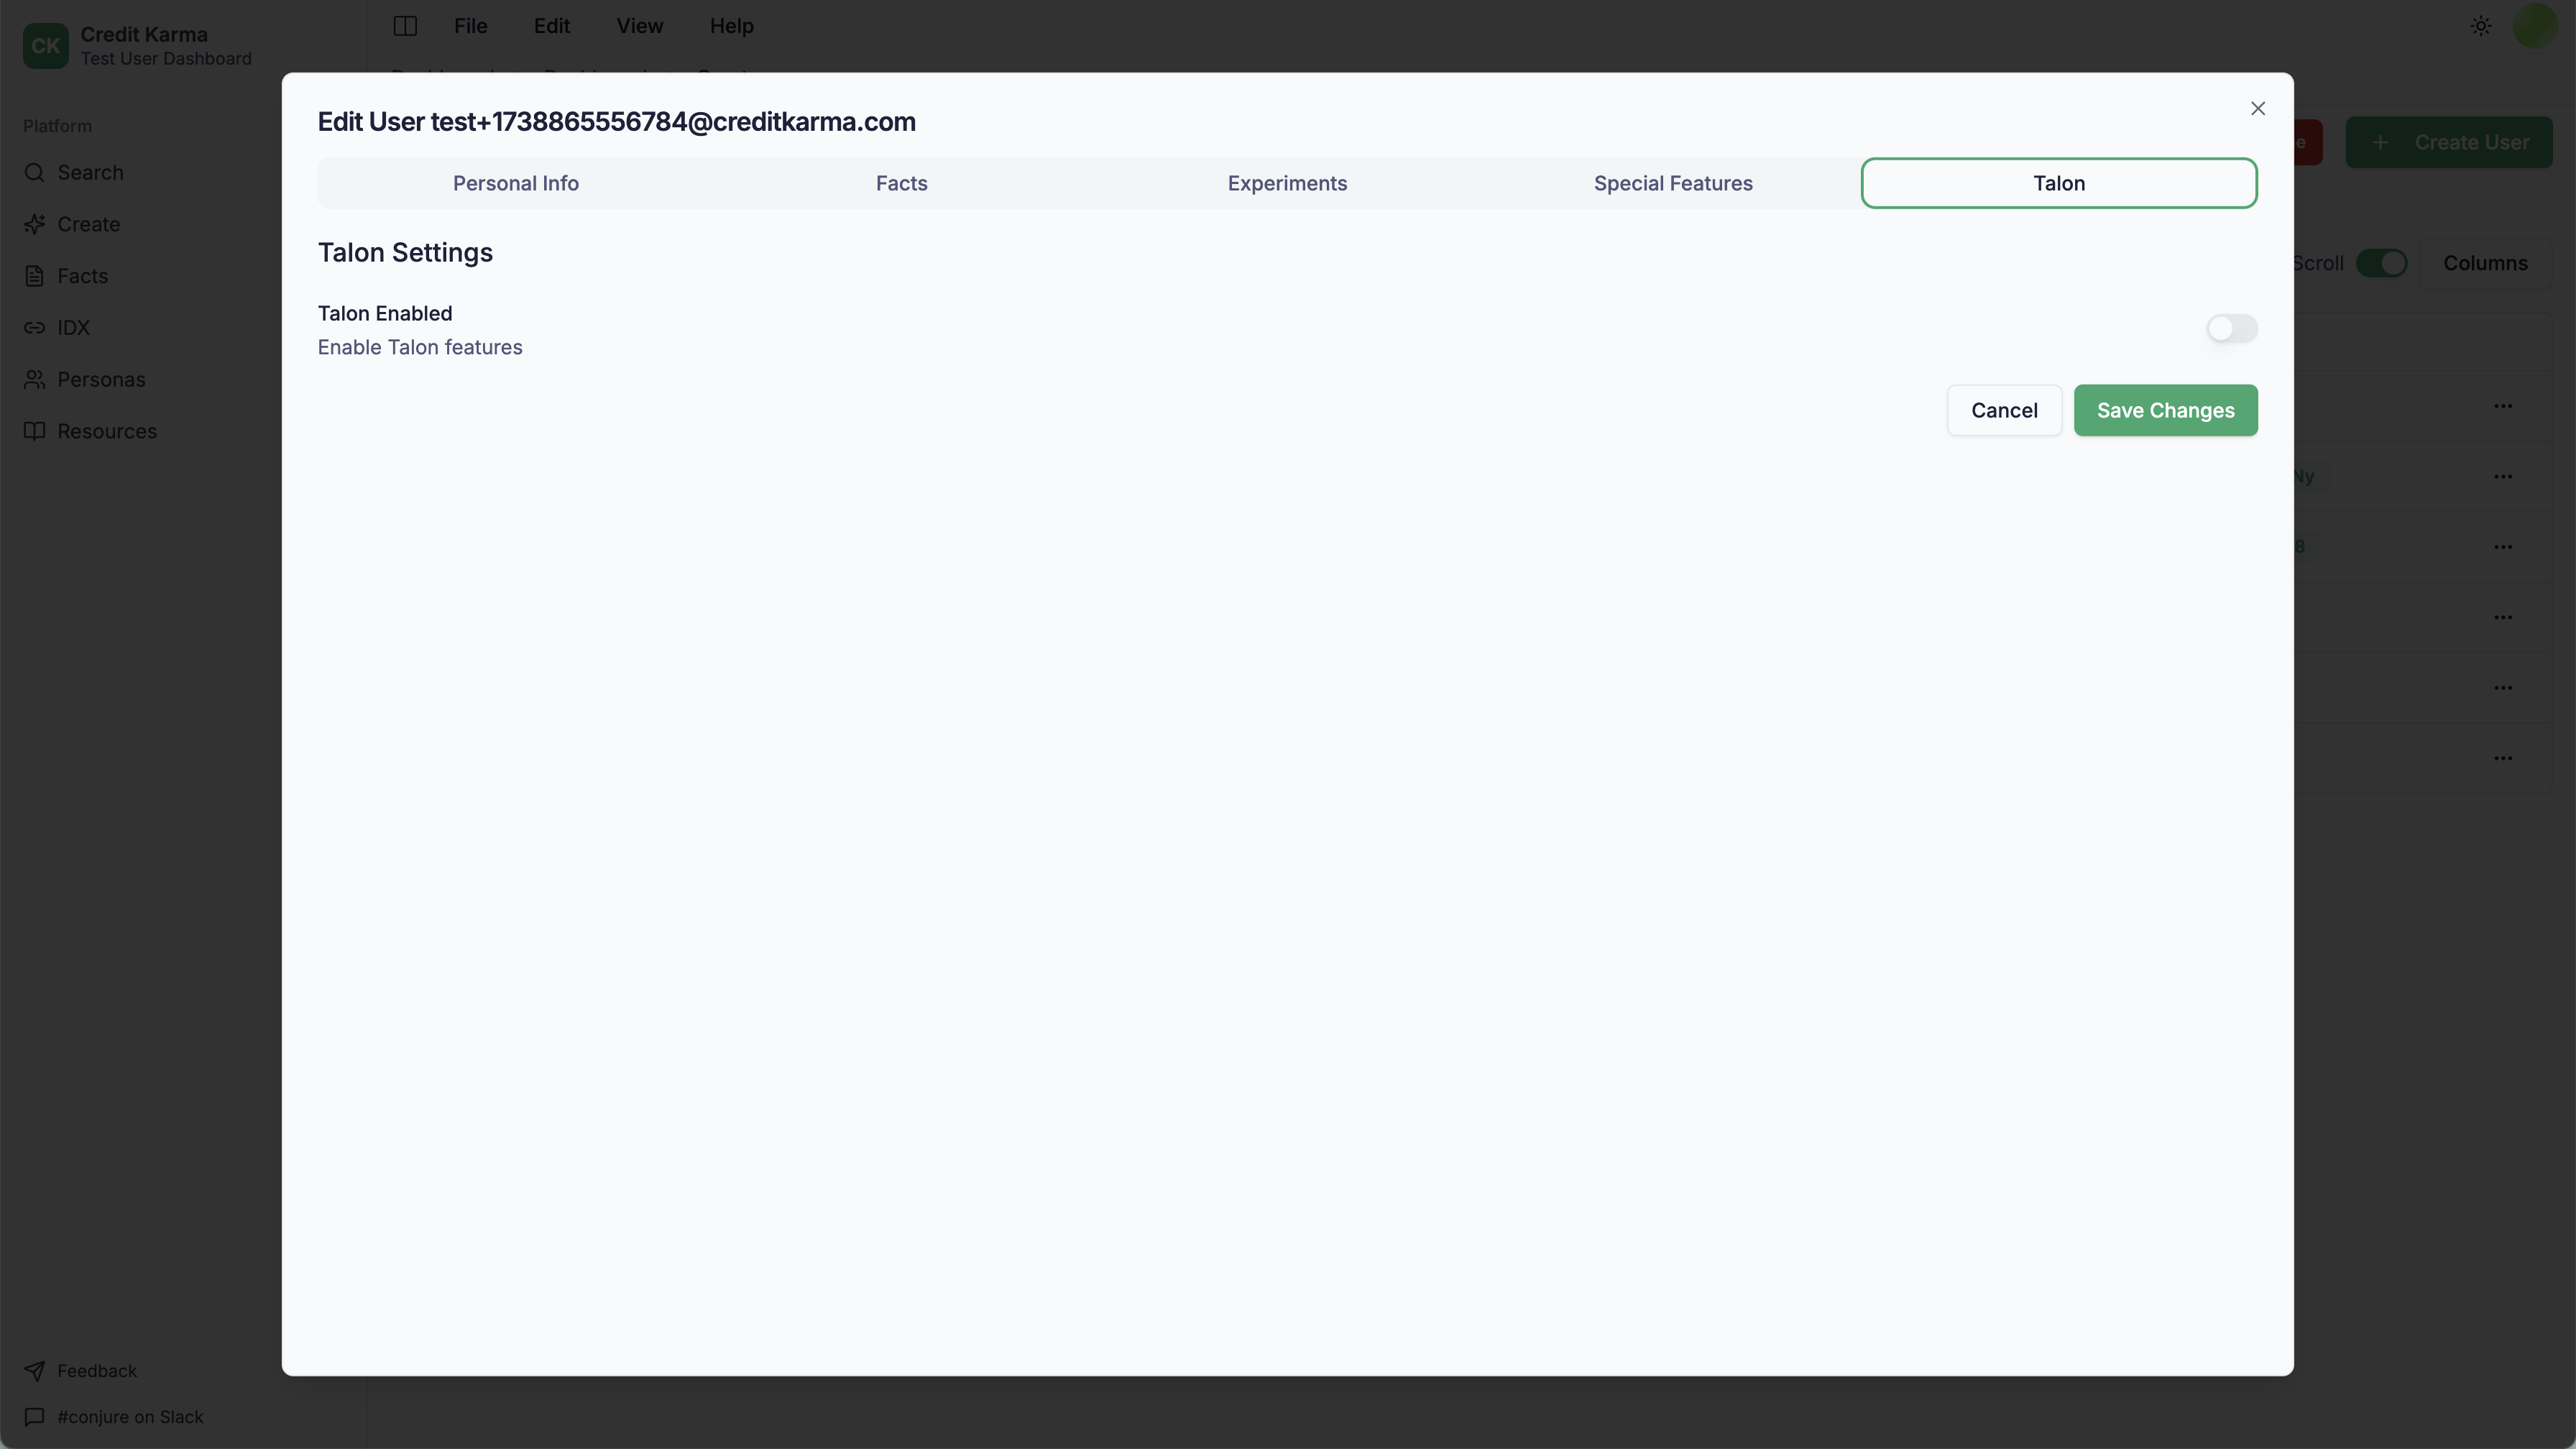 CK
Credit Karma
Test User Dashboard
File Edit View Help
Platform
Search
Create
Facts
IDX
Personas
Resources
Edit User test+1738865556784@creditkarma.com
Personal Info Facts Experiments Special Features Talon
Talon Settings
Talon Enabled
Enable Talon features
Cancel Save Changes
Create User
Scroll Columns
Ny
8
Feedback
#conjure on Slack